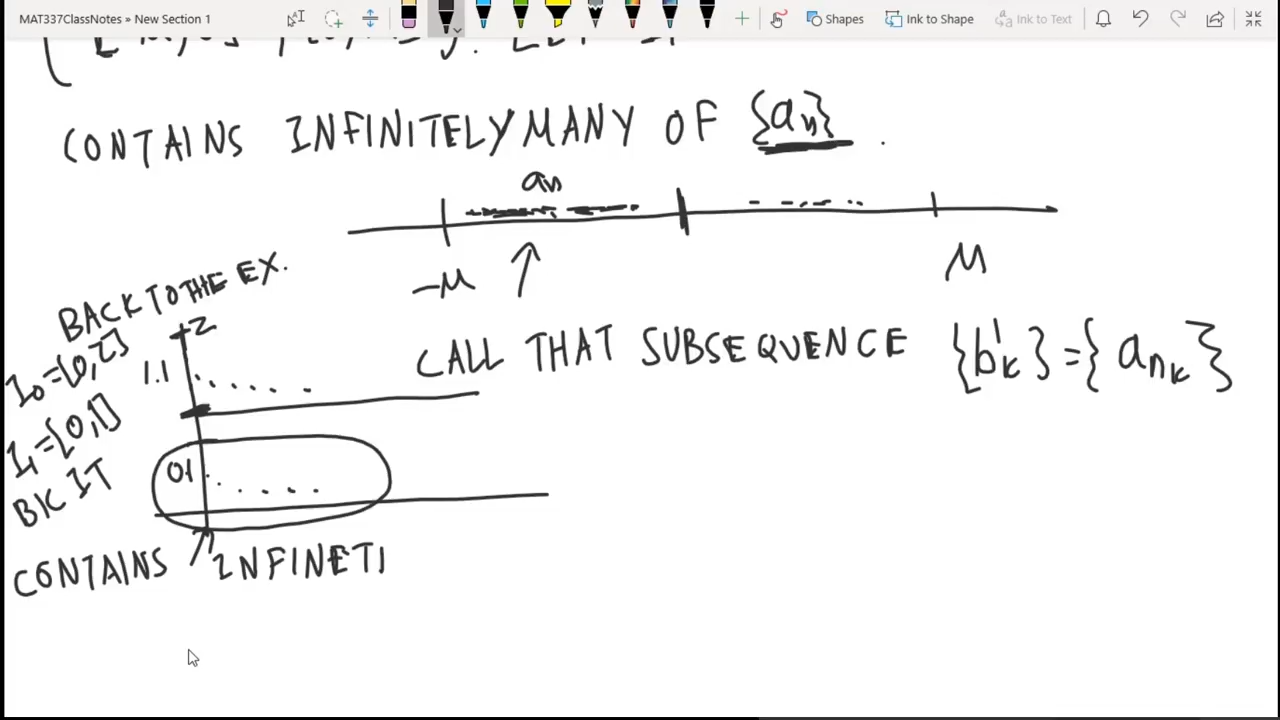 MAT337ClassNotes » New Section 1
Shapes
Ink to Shape
Ink to Text
CONTAINS INFINITELY MANY OF {aₙ} .
aₙ
-M
M
BACK TO THE EX.
I₀=[0,2]
I₁=[0,1]
B/C IT
CONTAINS INFINETI
2
1.1
0.1
CALL THAT SUBSEQUENCE {b¹ₖ}={aₙₖ}